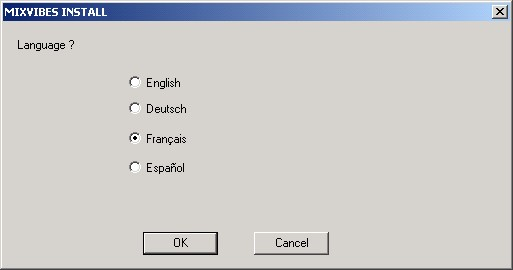 MIXVIBES INSTALL
Language ?
English
Deutsch
Français
Español
OK Cancel